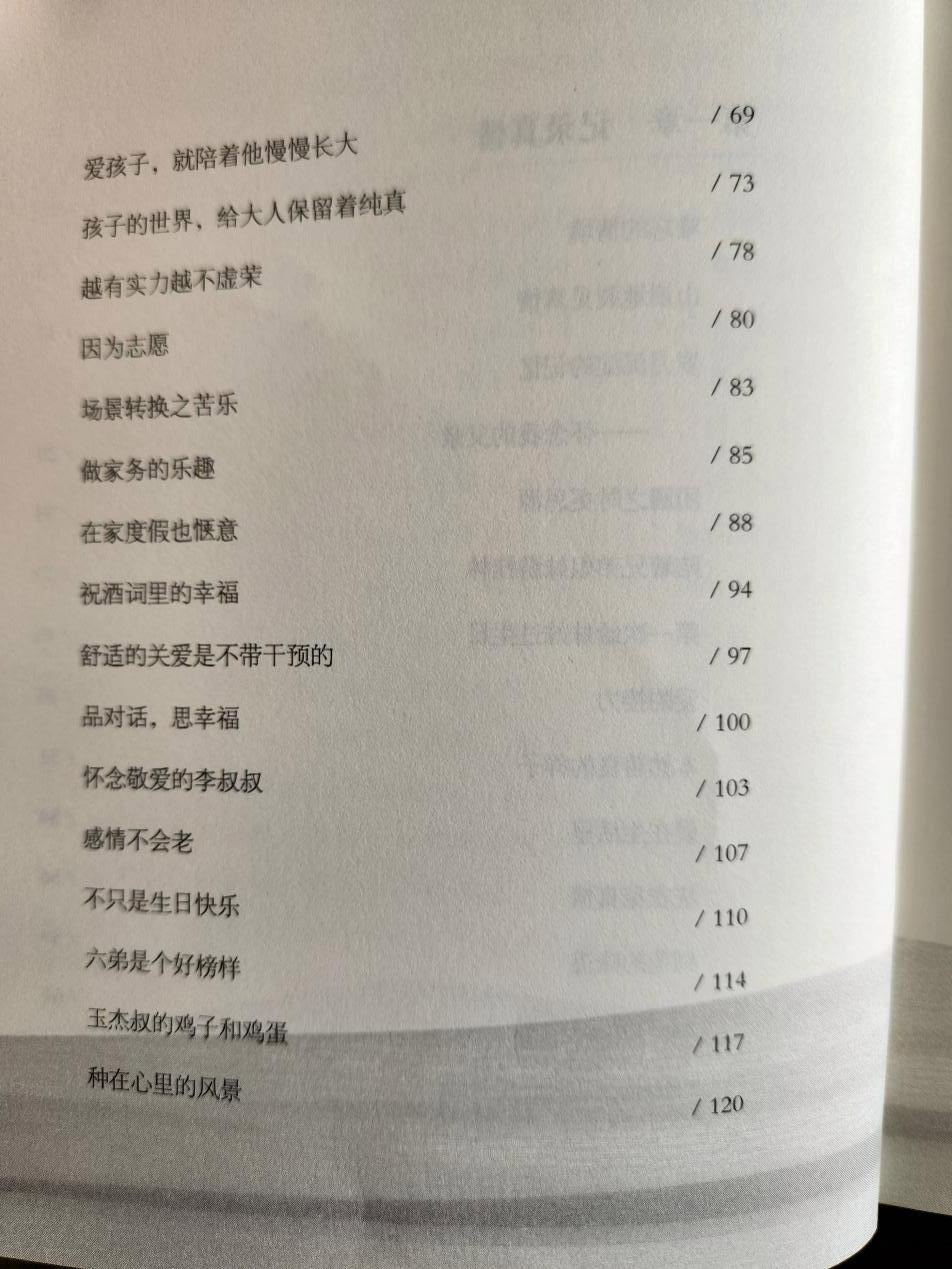 爱孩子，就陪着他慢慢长大 / 69
孩子的世界，给大人保留着纯真 / 73
越有实力越不虚荣 / 78
因为志愿 / 80
场景转换之苦乐 / 83
做家务的乐趣 / 85
在家度假也惬意 / 88
祝酒词里的幸福 / 94
舒适的关爱是不带干预的 / 97
品对话，思幸福 / 100
怀念敬爱的李叔叔 / 103
感情不会老 / 107
不只是生日快乐 / 110
六弟是个好榜样 / 114
玉杰叔的鸡子和鸡蛋 / 117
种在心里的风景 / 120